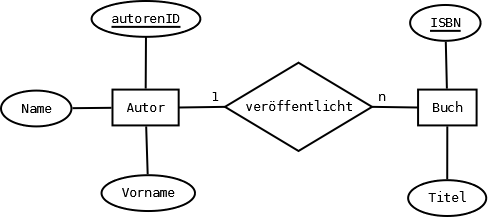 autorenID
ISBN
Name
Autor
1
veröffentlicht
n
Buch
Vorname
Titel